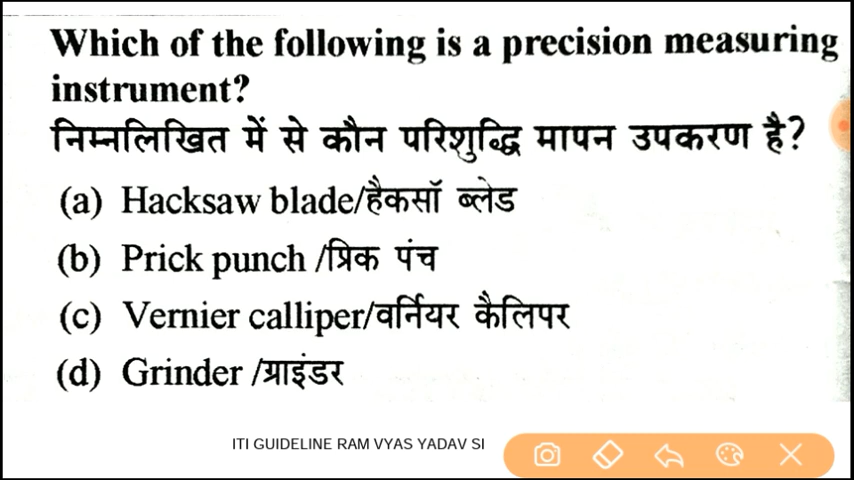 Which of the following is a precision measuring
instrument?
निम्नलिखित में से कौन परिशुद्धि मापन उपकरण है?
(a) Hacksaw blade/हैकसॉ ब्लेड
(b) Prick punch /प्रिक पंच
(c) Vernier calliper/वर्नियर कैलिपर
(d) Grinder /ग्राइंडर
ITI GUIDELINE RAM VYAS YADAV SI